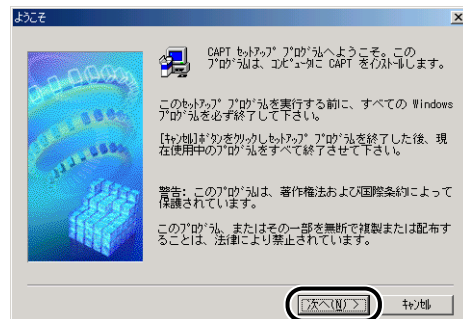 ようこそ
CAPT ｾｯﾄｱｯﾌﾟ ﾌﾟﾛｸﾞﾗﾑへようこそ。この
ﾌﾟﾛｸﾞﾗﾑは、ｺﾝﾋﾟｭｰﾀに CAPT をｲﾝｽﾄｰﾙします。
このｾｯﾄｱｯﾌﾟ ﾌﾟﾛｸﾞﾗﾑを実行する前に、すべての Windows
ﾌﾟﾛｸﾞﾗﾑを必ず終了して下さい。
[ｷｬﾝｾﾙ]ﾎﾞﾀﾝをｸﾘｯｸしｾｯﾄｱｯﾌﾟ ﾌﾟﾛｸﾞﾗﾑを終了した後、現
在使用中のﾌﾟﾛｸﾞﾗﾑをすべて終了させて下さい。
警告: このﾌﾟﾛｸﾞﾗﾑは、著作権法および国際条約によって
保護されています。
このﾌﾟﾛｸﾞﾗﾑ、またはその一部を無断で複製または配布す
ることは、法律により禁止されています。
次へ(N) > ｷｬﾝｾﾙ